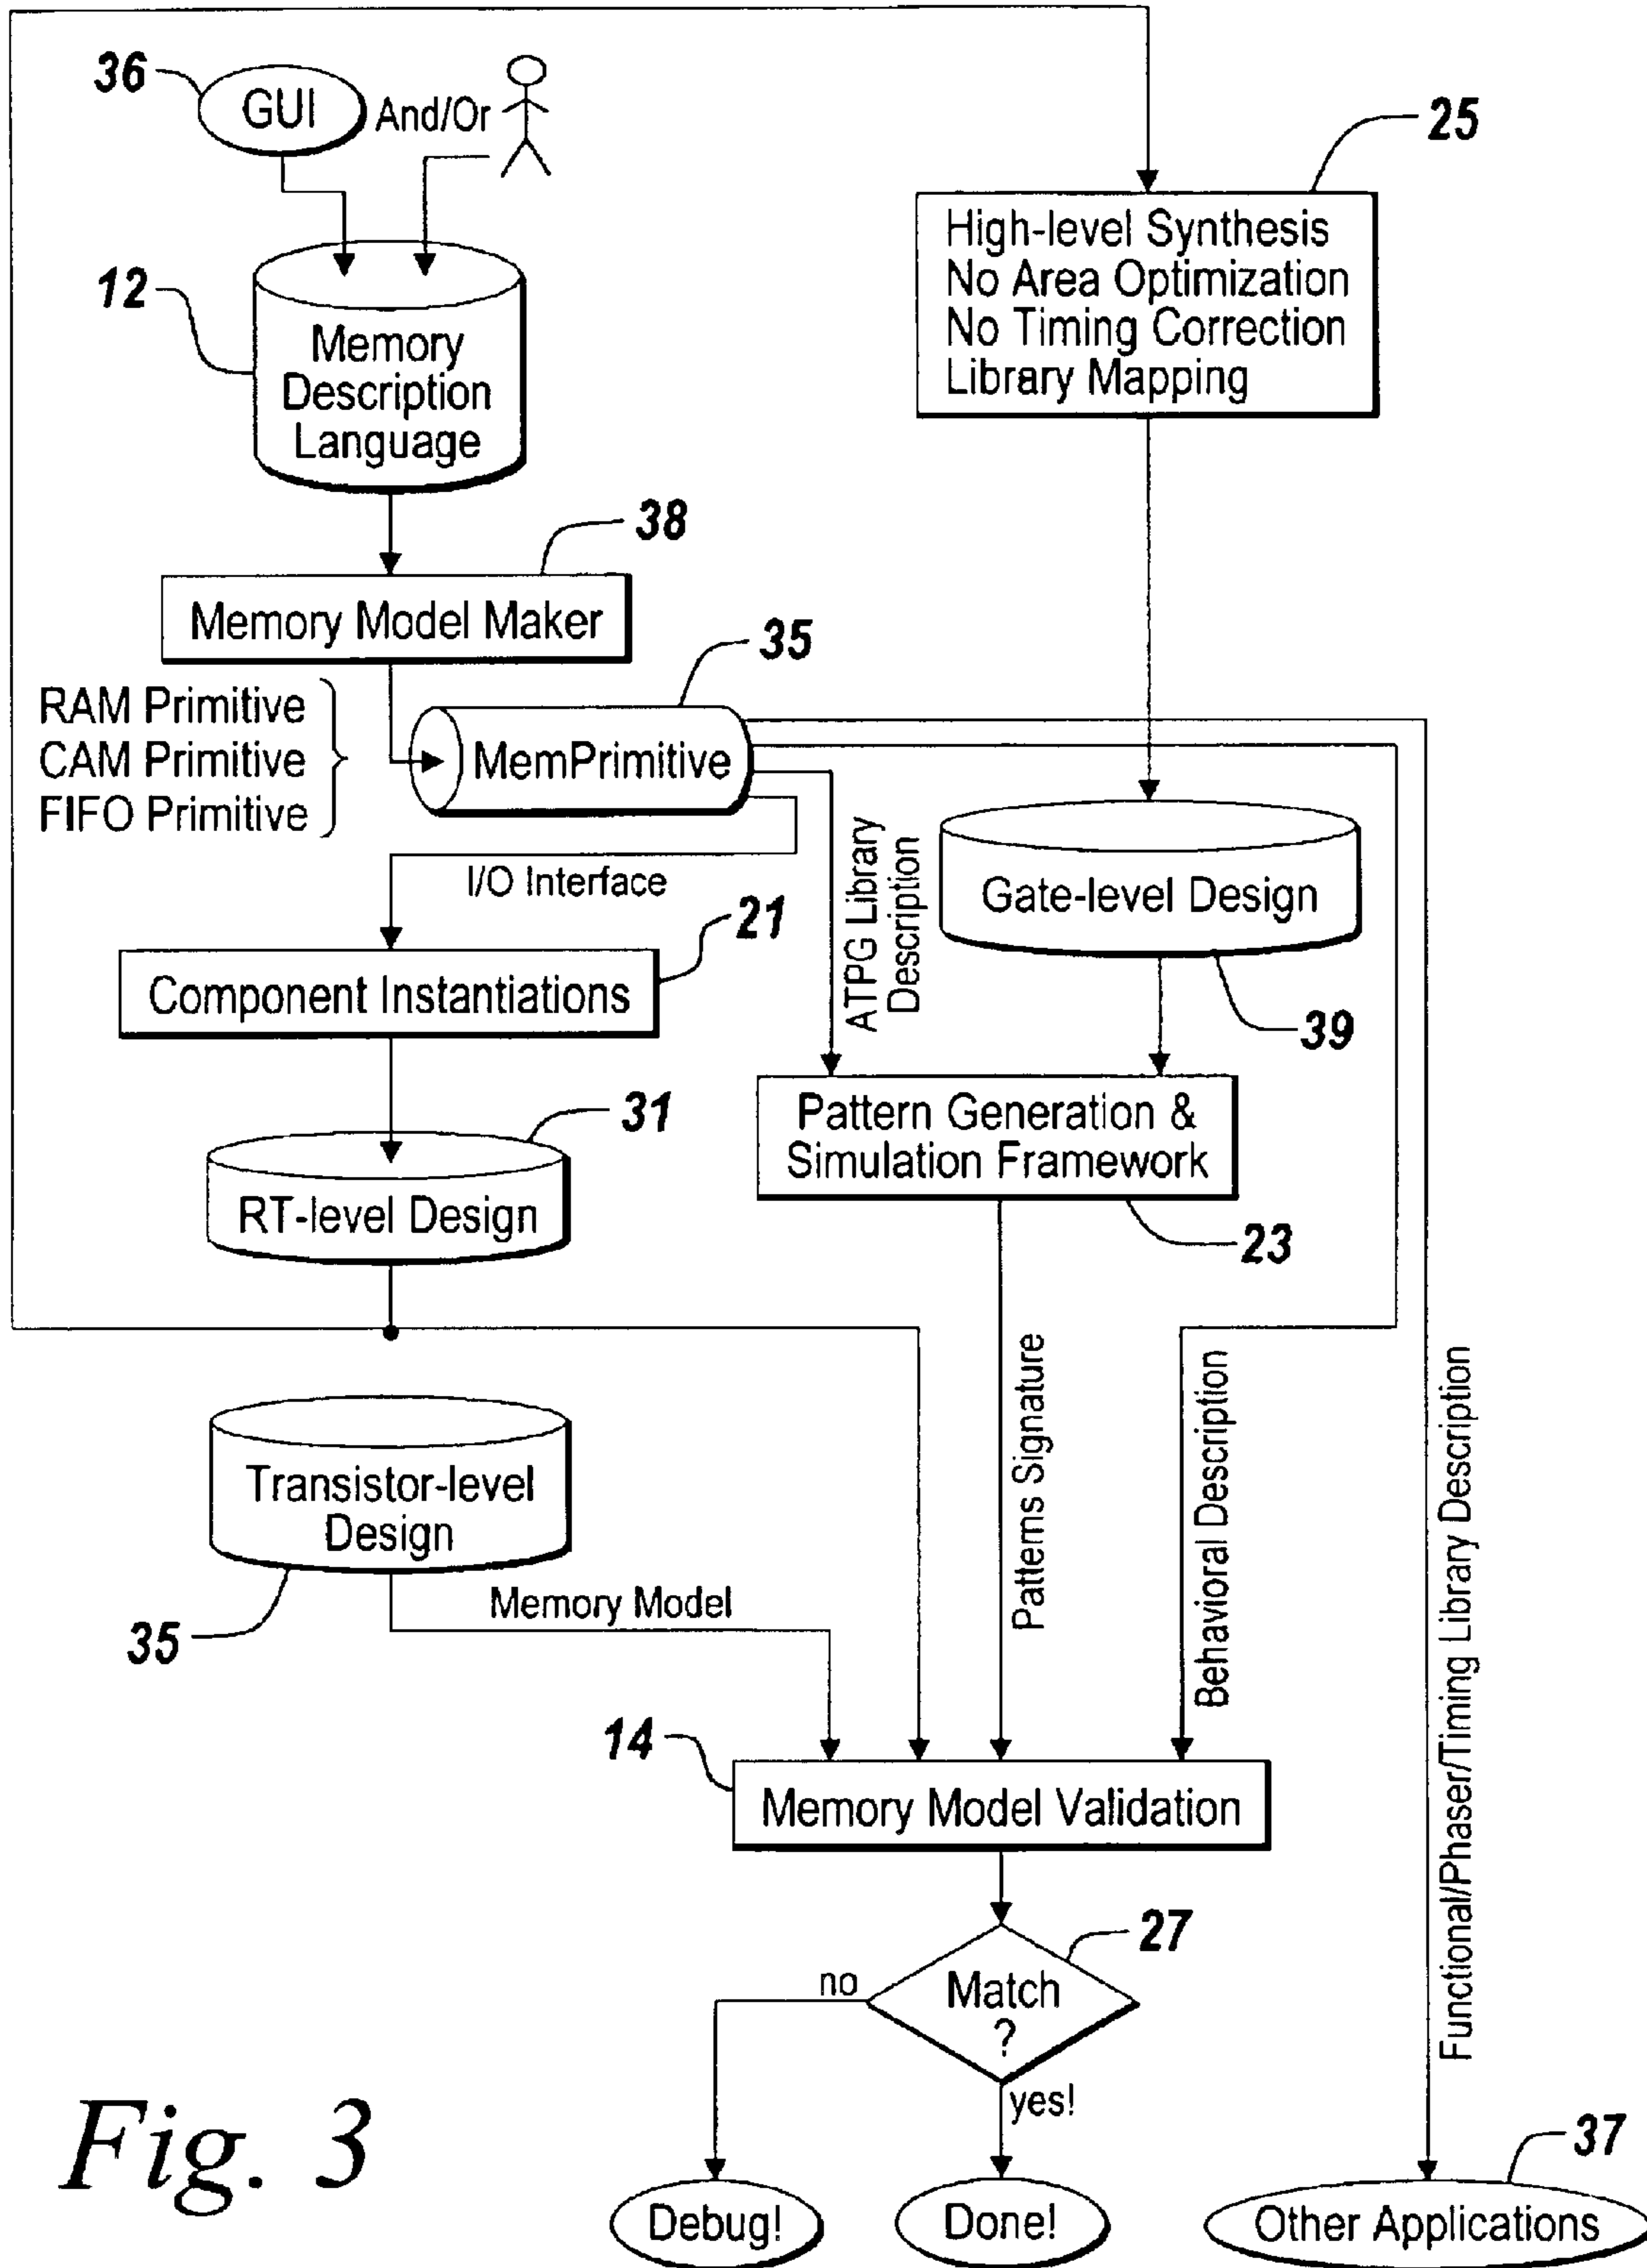 36
GUI
And/Or
25
High-level Synthesis
No Area Optimization
No Timing Correction
Library Mapping
12
Memory
Description
Language
38
Memory Model Maker
35
RAM Primitive
CAM Primitive
FIFO Primitive
MemPrimitive
I/O Interface
ATPG Library
Description
Gate-level Design
39
21
Component Instantiations
31
RT-level Design
Pattern Generation &
Simulation Framework
23
Transistor-level
Design
35
Memory Model
Patterns Signature
Behavioral Description
Functional/Phaser/Timing Library Description
14
Memory Model Validation
27
Match
?
no
yes!
Debug!
Done!
37
Other Applications
Fig. 3